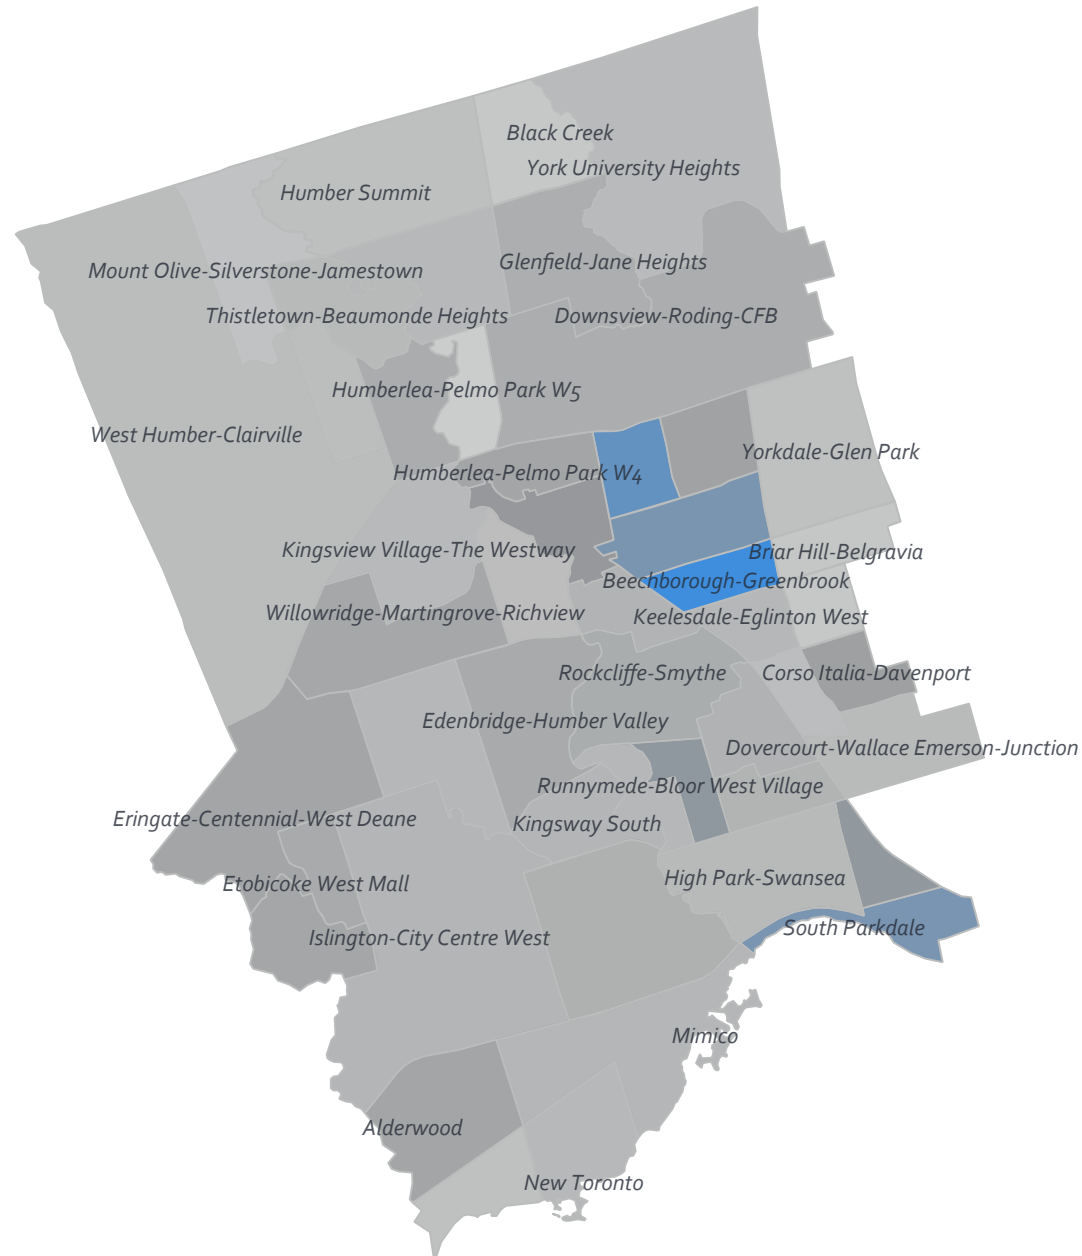 Black Creek
York University Heights
Humber Summit
Glenfield-Jane Heights
Mount Olive-Silverstone-Jamestown
Thistletown-Beaumonde Heights
Downsview-Roding-CFB
Humberlea-Pelmo Park W5
West Humber-Clairville
Yorkdale-Glen Park
Humberlea-Pelmo Park W4
Kingsview Village-The Westway
Briar Hill-Belgravia
Beechborough-Greenbrook
Willowridge-Martingrove-Richview
Keelesdale-Eglinton West
Rockcliffe-Smythe
Corso Italia-Davenport
Edenbridge-Humber Valley
Dovercourt-Wallace Emerson-Junction
Runnymede-Bloor West Village
Eringate-Centennial-West Deane
Kingsway South
High Park-Swansea
Etobicoke West Mall
South Parkdale
Islington-City Centre West
Mimico
Alderwood
New Toronto